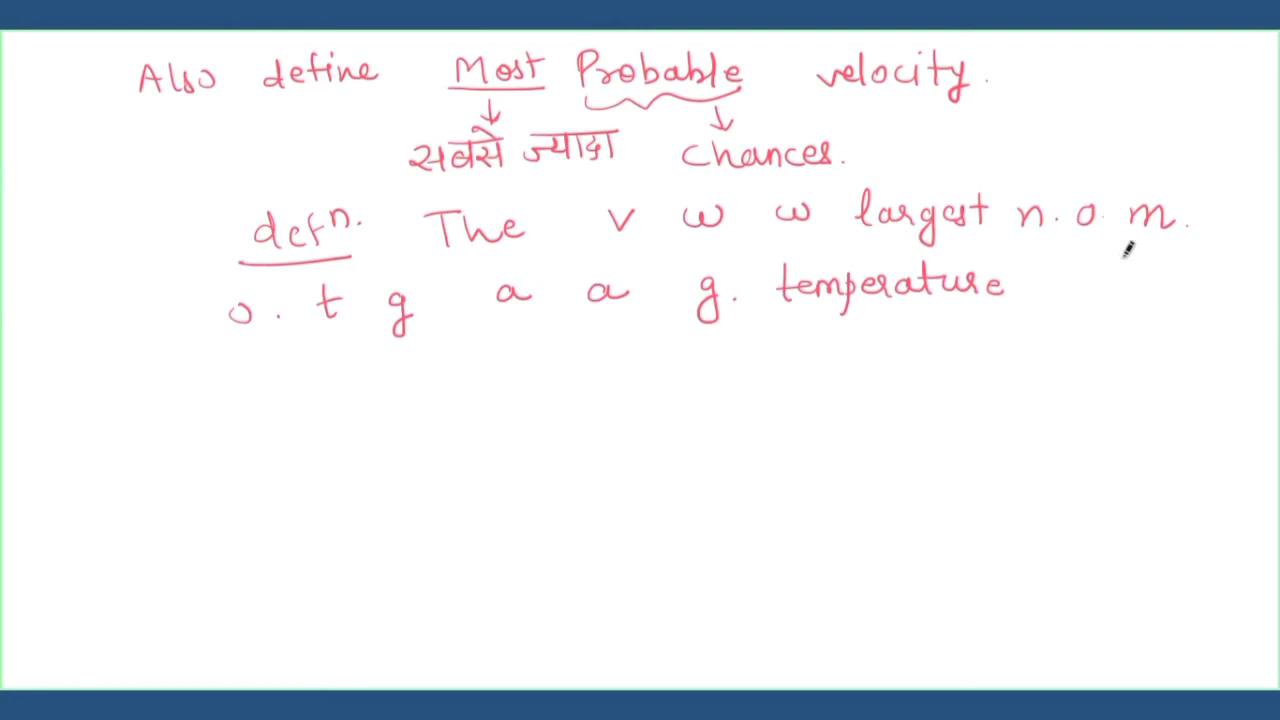 Also define Most Probable velocity.
सबसे ज्यादा chances.
defn. The v w w largest n. o. m.
o. t g a a g. temperature